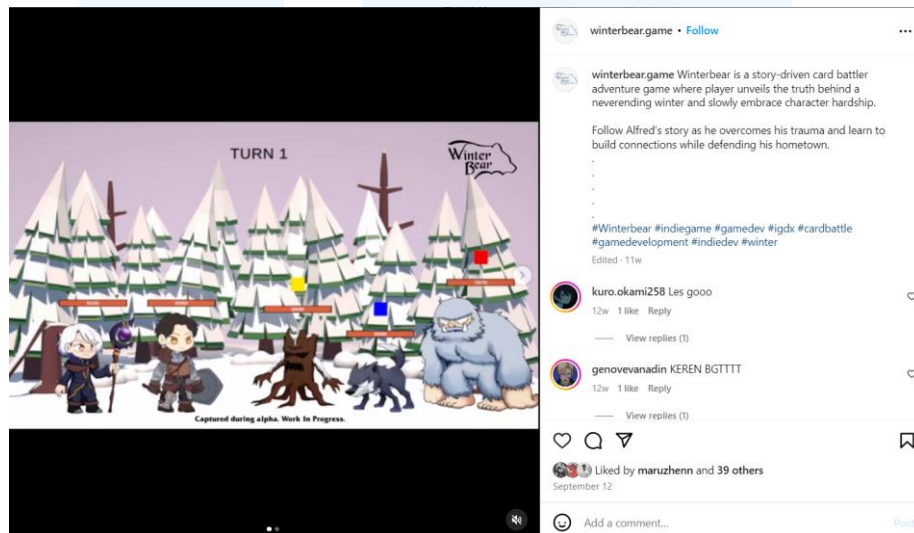 winterbear.game • Follow
winterbear.game Winterbear is a story-driven card battler
adventure game where player unveils the truth behind a
neverending winter and slowly embrace character hardship.
Follow Alfred's story as he overcomes his trauma and learn to
build connections while defending his hometown.
.
.
.
.
.
#Winterbear #indiegame #gamedev #igdx #cardbattle
#gamedevelopment #indiedev #winter
Edited · 11w
kuro.okami258 Les gooo
12w 1 like Reply
View replies (1)
genovevanadin KEREN BGTTTT
12w 1 like Reply
View replies (1)
Liked by maruzhenn and 39 others
September 12
Add a comment...
Post
TURN 1
Winter
Bear
Captured during alpha. Work In Progress.